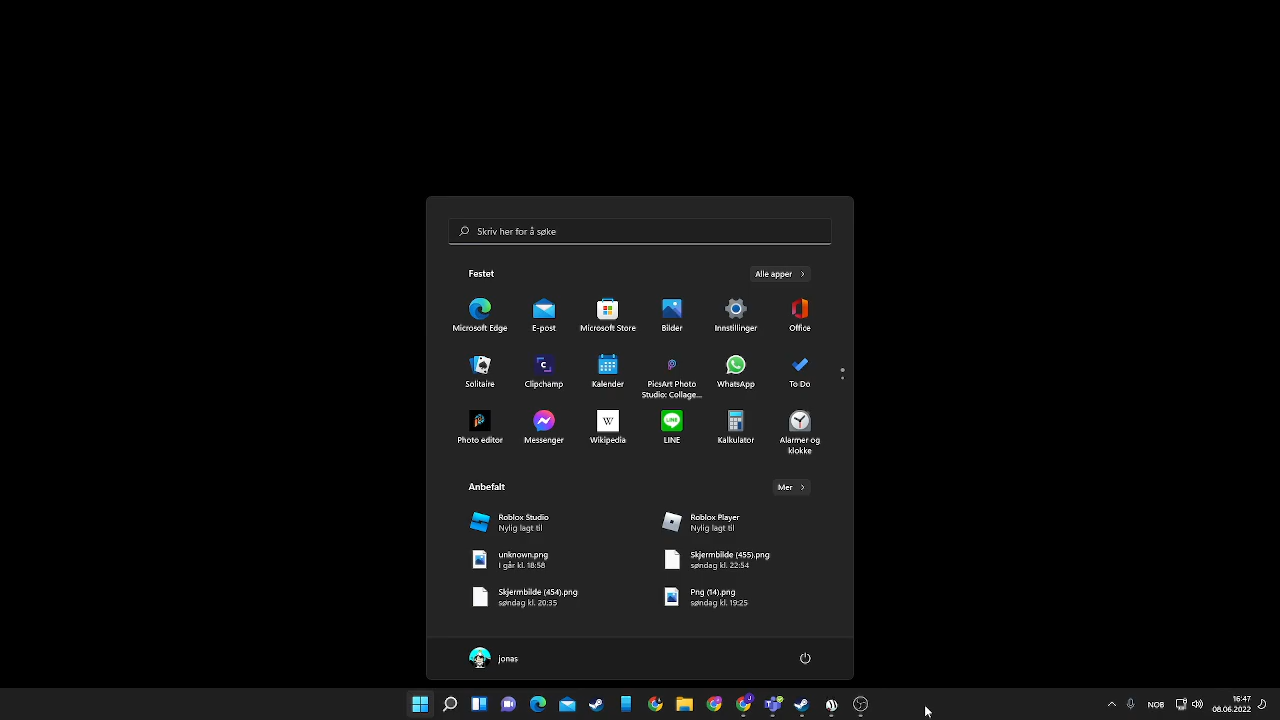 Skriv her for å søke
Festet
Alle apper
Microsoft Edge
E-post
Microsoft Store
Bilder
Innstillinger
Office
Solitaire
Clipchamp
Kalender
PicsArt Photo
Studio: Collage...
WhatsApp
To Do
Photo editor
Messenger
Wikipedia
LINE
Kalkulator
Alarmer og
klokke
Anbefalt
Mer
Roblox Studio
Nylig lagt til
Roblox Player
Nylig lagt til
unknown.png
I går kl. 18:58
Skjermbilde (455).png
søndag kl. 22:54
Skjermbilde (454).png
søndag kl. 20:35
Png (14).png
søndag kl. 19:25
jonas
NOB
16:47
08.06.2022